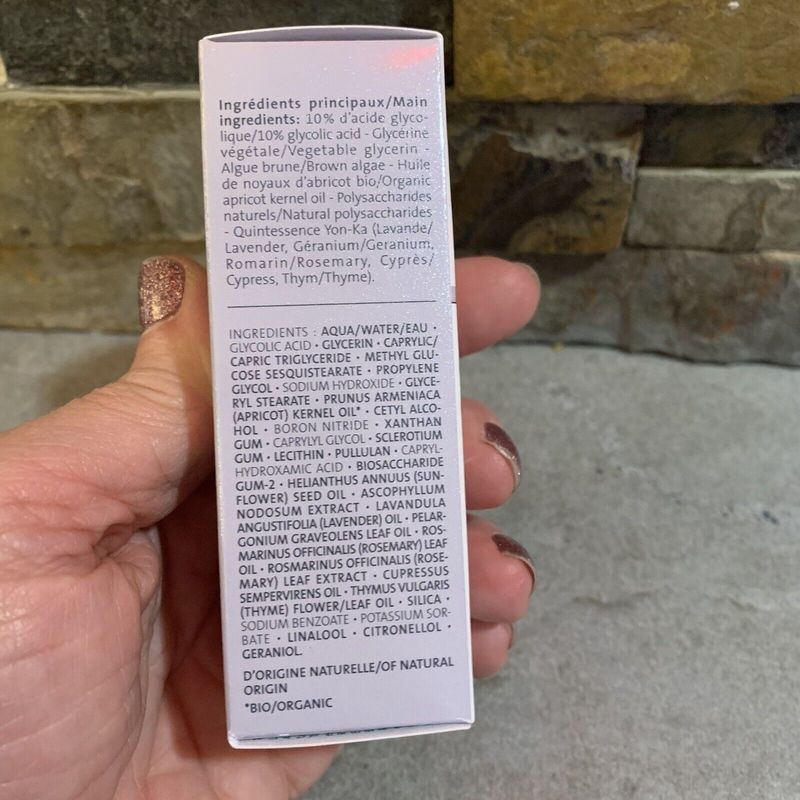 Ingrédients principaux/Main
ingredients: 10% d'acide glyco-
lique/10% glycolic acid - Glycérine
végétale/Vegetable glycerin -
Algue brune/Brown algae - Huile
de noyaux d'abricot bio/Organic
apricot kernel oil - Polysaccharides
naturels/Natural polysaccharides
- Quintessence Yon-Ka (Lavande/
Lavender, Géranium/Geranium,
Romarin/Rosemary, Cyprès/
Cypress, Thym/Thyme).
INGREDIENTS : AQUA/WATER/EAU •
GLYCOLIC ACID • GLYCERIN • CAPRYLIC/
CAPRIC TRIGLYCERIDE • METHYL GLU-
COSE SESQUISTEARATE • PROPYLENE
GLYCOL • SODIUM HYDROXIDE • GLYCE-
RYL STEARATE • PRUNUS ARMENIACA
(APRICOT) KERNEL OIL* • CETYL ALCO-
HOL • BORON NITRIDE • XANTHAN
GUM • CAPRYLYL GLYCOL • SCLEROTIUM
GUM • LECITHIN • PULLULAN • CAPRYL-
HYDROXAMIC ACID • BIOSACCHARIDE
GUM-2 • HELIANTHUS ANNUUS (SUN-
FLOWER) SEED OIL • ASCOPHYLLUM
NODOSUM EXTRACT • LAVANDULA
ANGUSTIFOLIA (LAVENDER) OIL • PELAR-
GONIUM GRAVEOLENS LEAF OIL • ROS-
MARINUS OFFICINALIS (ROSEMARY) LEAF
OIL • ROSMARINUS OFFICINALIS (ROSE-
MARY) LEAF EXTRACT • CUPRESSUS
SEMPERVIRENS OIL • THYMUS VULGARIS
(THYME) FLOWER/LEAF OIL • SILICA •
SODIUM BENZOATE • POTASSIUM SOR-
BATE • LINALOOL • CITRONELLOL •
GERANIOL.
D'ORIGINE NATURELLE/OF NATURAL
ORIGIN
*BIO/ORGANIC